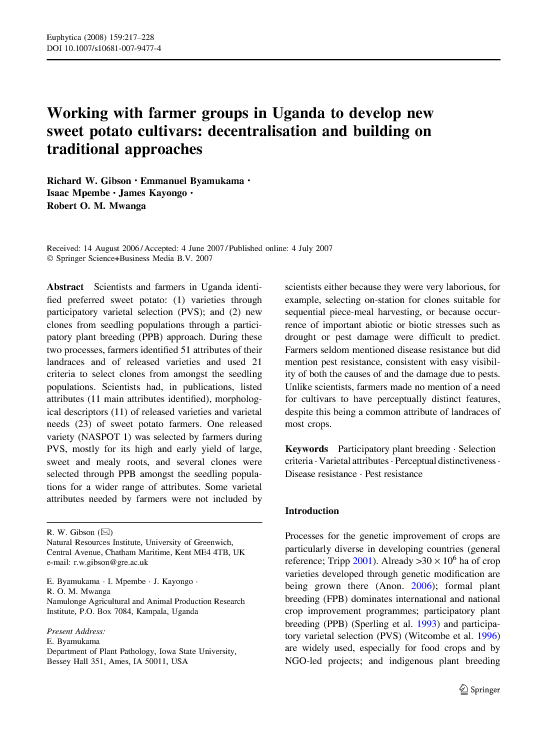 Euphytica (2008) 159:217–228
DOI 10.1007/s10681-007-9477-4
Working with farmer groups in Uganda to develop new
sweet potato cultivars: decentralisation and building on
traditional approaches
Richard W. Gibson · Emmanuel Byamukama ·
Isaac Mpembe · James Kayongo ·
Robert O. M. Mwanga
Received: 14 August 2006 / Accepted: 4 June 2007 / Published online: 4 July 2007
© Springer Science+Business Media B.V. 2007
Abstract Scientists and farmers in Uganda identi-
fied preferred sweet potato: (1) varieties through
participatory varietal selection (PVS); and (2) new
clones from seedling populations through a partici-
patory plant breeding (PPB) approach. During these
two processes, farmers identified 51 attributes of their
landraces and of released varieties and used 21
criteria to select clones from amongst the seedling
populations. Scientists had, in publications, listed
attributes (11 main attributes identified), morpholog-
ical descriptors (11) of released varieties and varietal
needs (23) of sweet potato farmers. One released
variety (NASPOT 1) was selected by farmers during
PVS, mostly for its high and early yield of large,
sweet and mealy roots, and several clones were
selected through PPB amongst the seedling popula-
tions for a wider range of attributes. Some varietal
attributes needed by farmers were not included by
R. W. Gibson (✉)
Natural Resources Institute, University of Greenwich,
Central Avenue, Chatham Maritime, Kent ME4 4TB, UK
e-mail: r.w.gibson@gre.ac.uk
E. Byamukama · I. Mpembe · J. Kayongo ·
R. O. M. Mwanga
Namulonge Agricultural and Animal Production Research
Institute, P.O. Box 7084, Kampala, Uganda
Present Address:
E. Byamukama
Department of Plant Pathology, Iowa State University,
Bessey Hall 351, Ames, IA 50011, USA
scientists either because they were very laborious, for
example, selecting on-station for clones suitable for
sequential piece-meal harvesting, or because occur-
rence of important abiotic or biotic stresses such as
drought or pest damage were difficult to predict.
Farmers seldom mentioned disease resistance but did
mention pest resistance, consistent with easy visibil-
ity of both the causes of and the damage due to pests.
Unlike scientists, farmers made no mention of a need
for cultivars to have perceptually distinct features,
despite this being a common attribute of landraces of
most crops.
Keywords Participatory plant breeding · Selection
criteria · Varietal attributes · Perceptual distinctiveness ·
Disease resistance · Pest resistance
Introduction
Processes for the genetic improvement of crops are
particularly diverse in developing countries (general
reference; Tripp 2001). Already >30 × 10⁶ ha of crop
varieties developed through genetic modification are
being grown there (Anon. 2006); formal plant
breeding (FPB) dominates international and national
crop improvement programmes; participatory plant
breeding (PPB) (Sperling et al. 1993) and participa-
tory varietal selection (PVS) (Witcombe et al. 1996)
are widely used, especially for food crops and by
NGO-led projects; and indigenous plant breeding
Springer